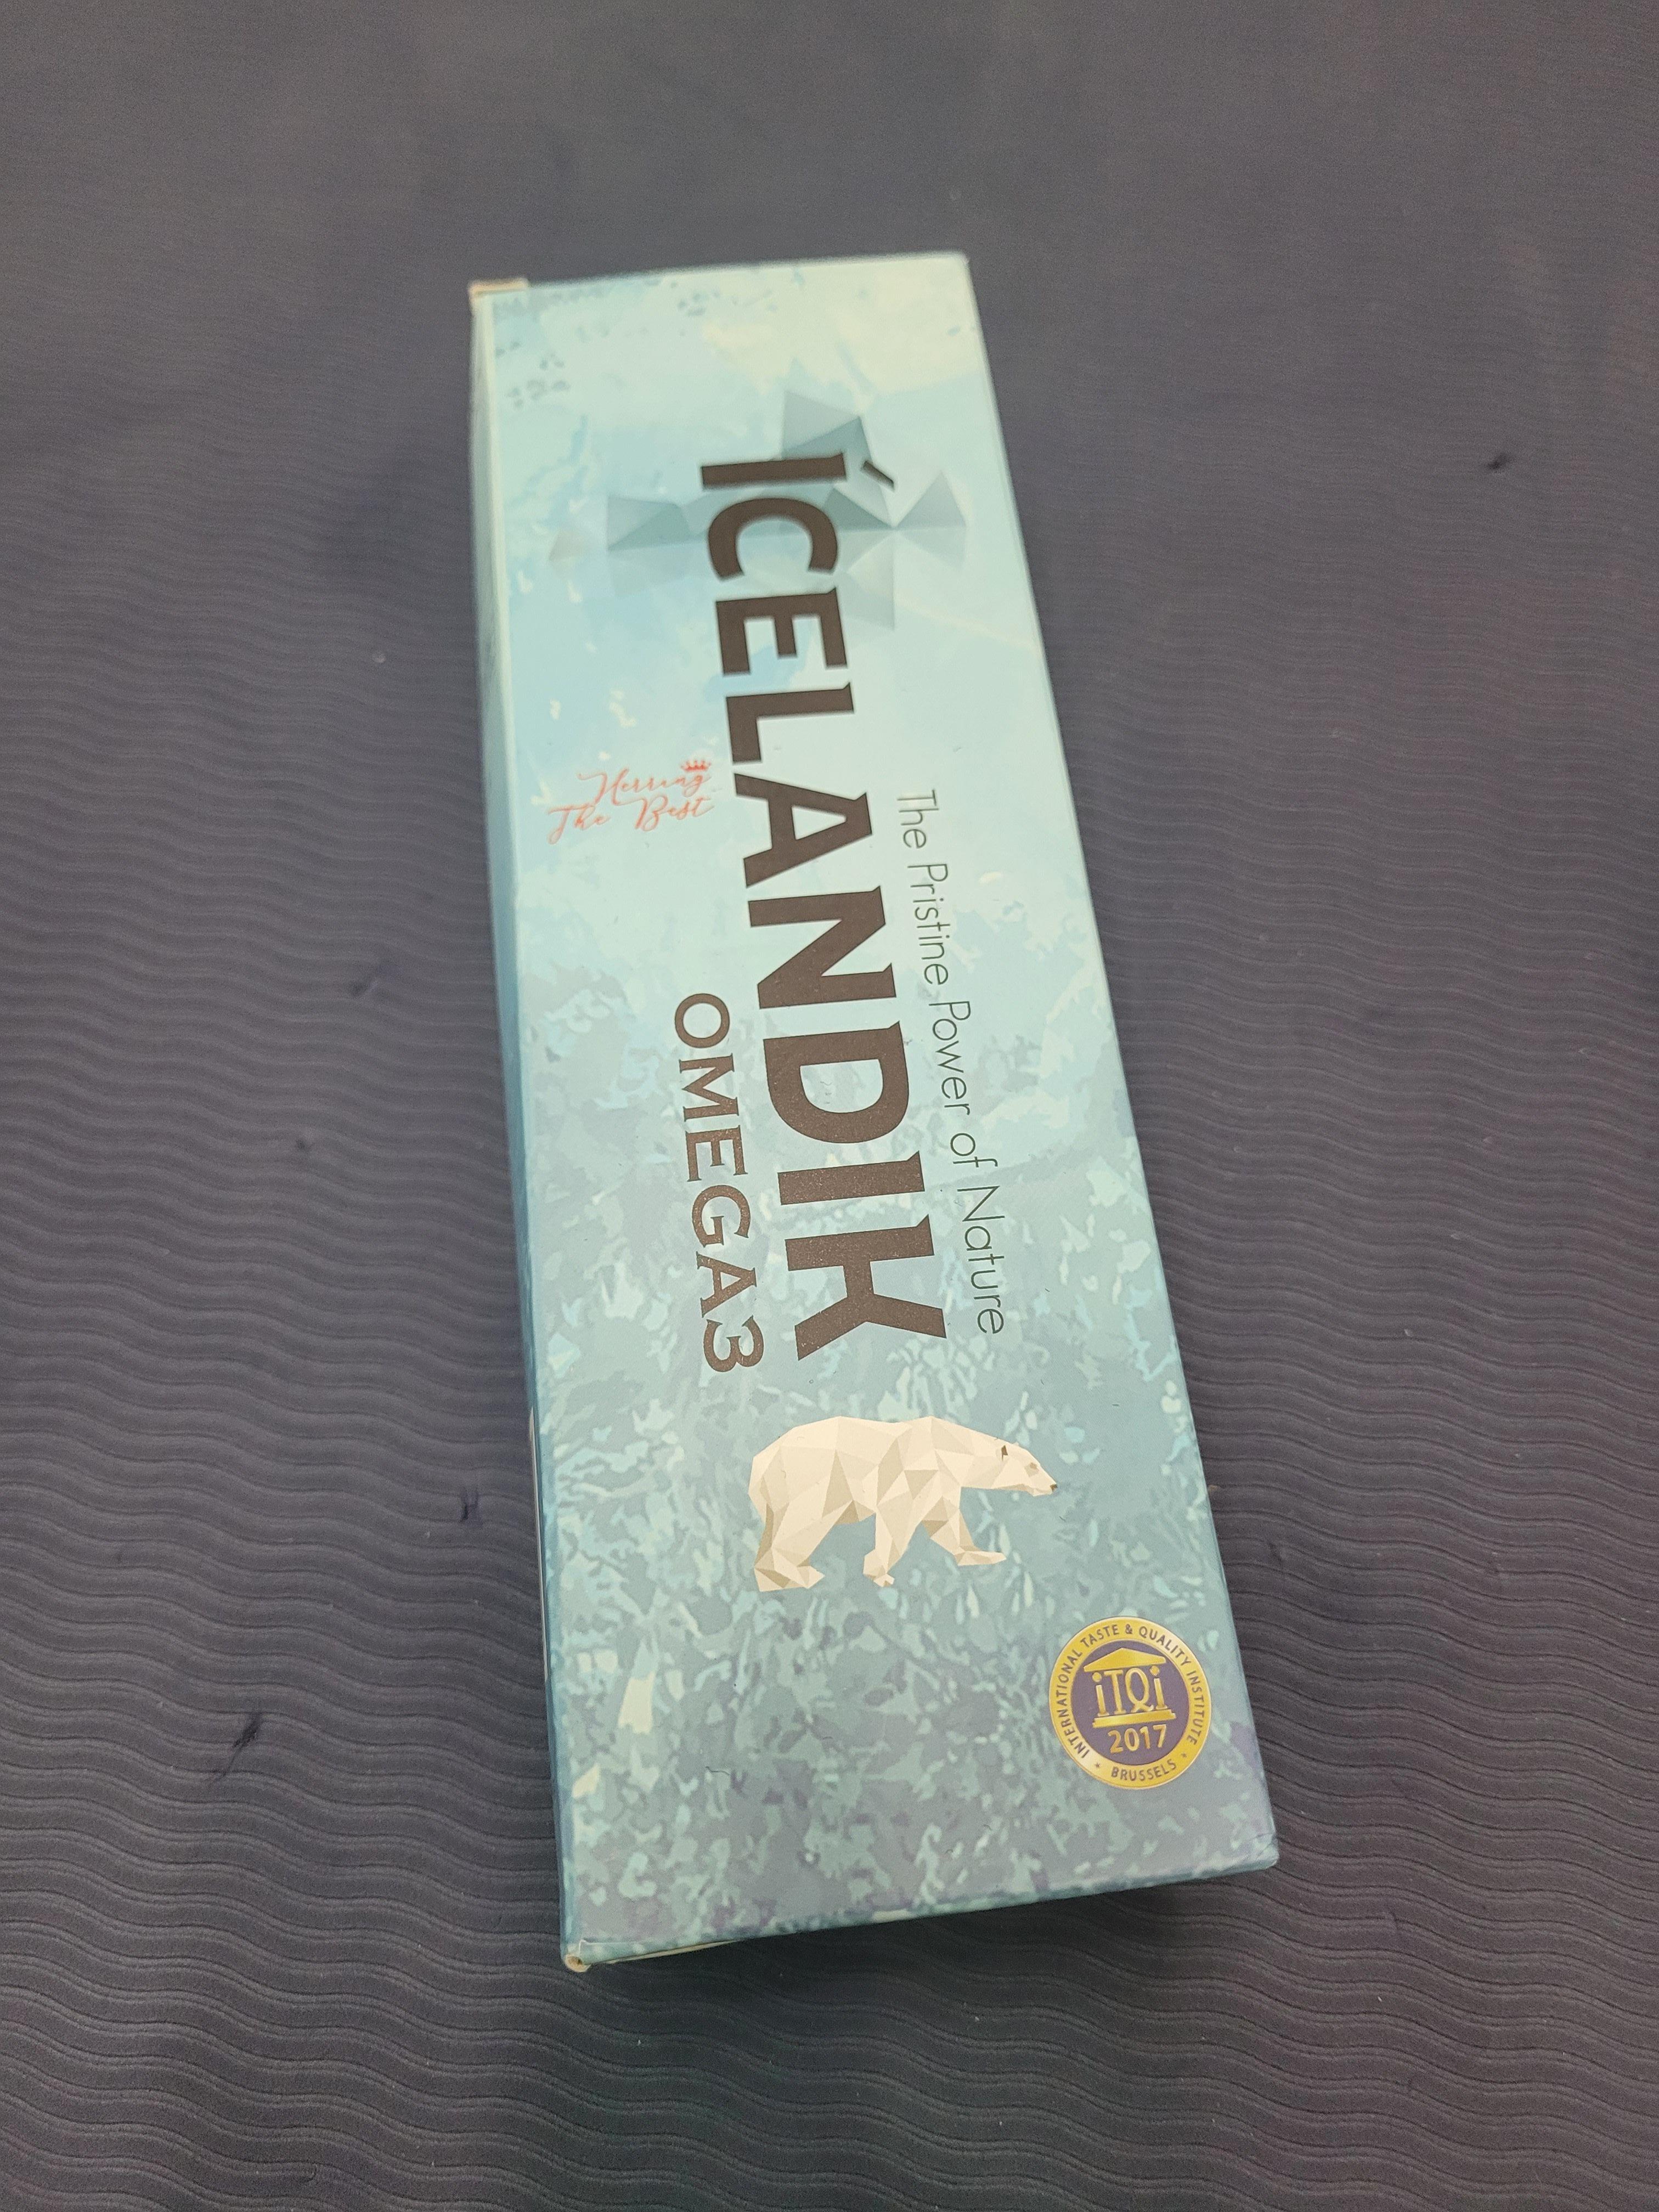 The Pristine Power of Nature
ÍCELANDIK
OMEGA3
Herring
The Best
INTERNATIONAL TASTE & QUALITY INSTITUTE
iTQi
2017
* BRUSSELS *